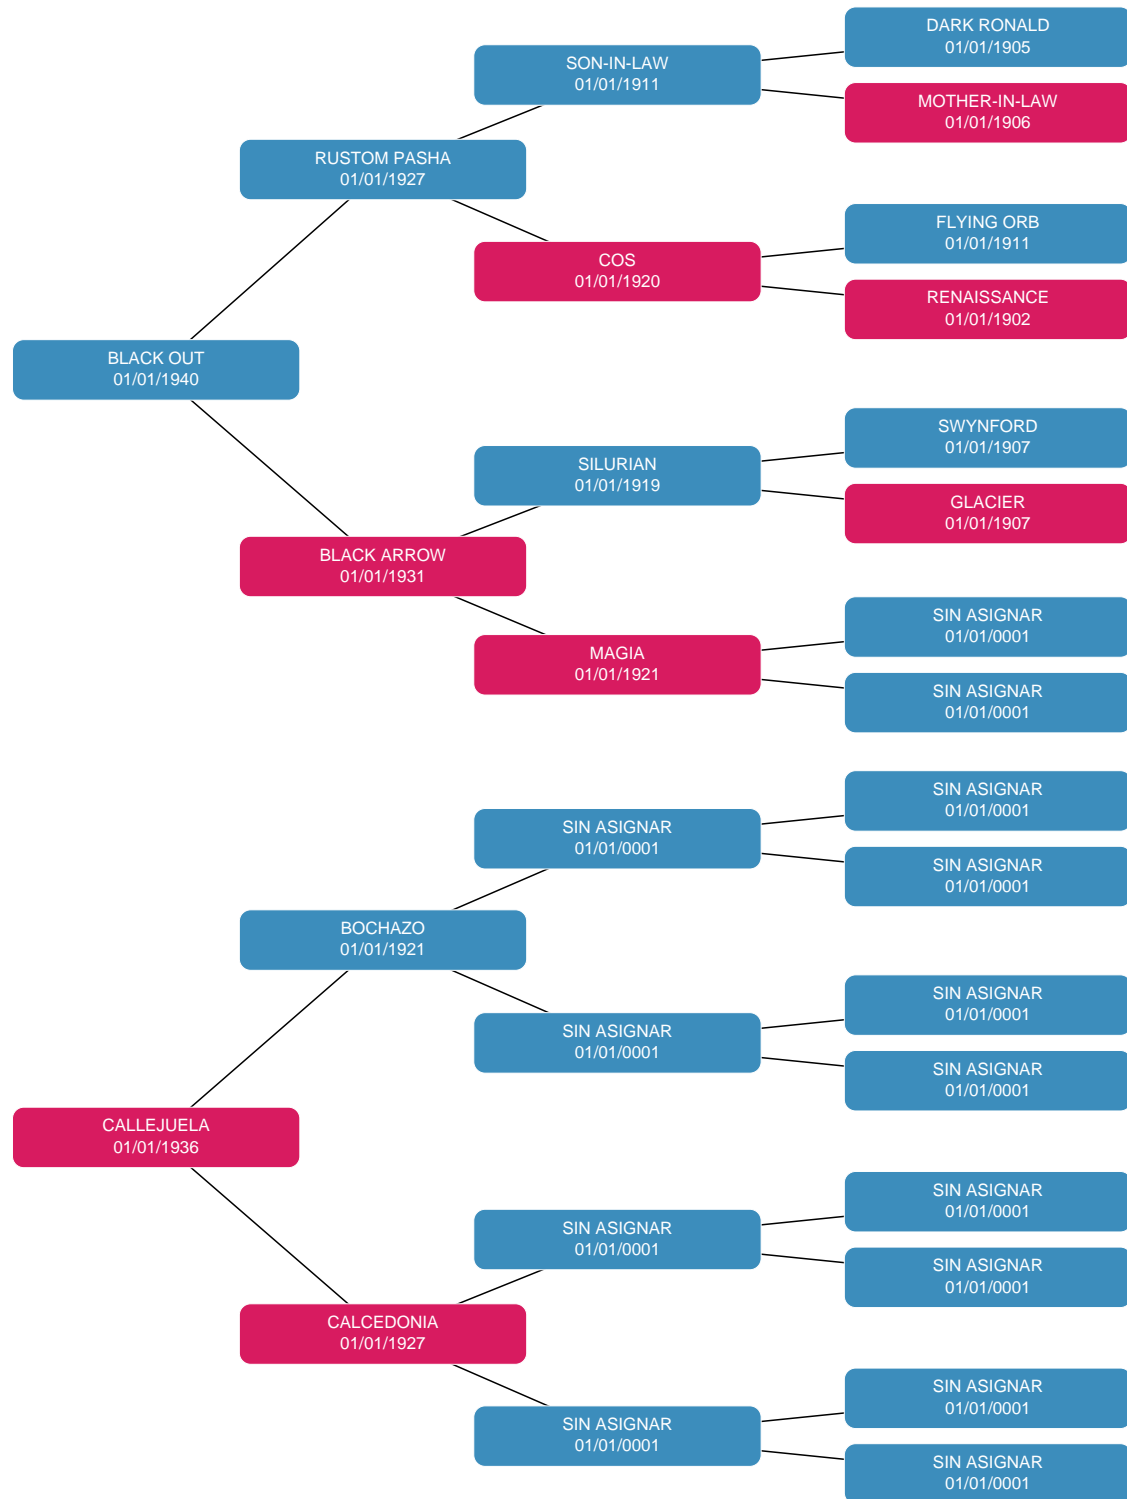 DARK RONALD
01/01/1905
SON-IN-LAW
01/01/1911
MOTHER-IN-LAW
01/01/1906
RUSTOM PASHA
01/01/1927
FLYING ORB
01/01/1911
COS
01/01/1920
RENAISSANCE
01/01/1902
BLACK OUT
01/01/1940
SWYNFORD
01/01/1907
SILURIAN
01/01/1919
GLACIER
01/01/1907
BLACK ARROW
01/01/1931
SIN ASIGNAR
01/01/0001
MAGIA
01/01/1921
SIN ASIGNAR
01/01/0001
SIN ASIGNAR
01/01/0001
SIN ASIGNAR
01/01/0001
SIN ASIGNAR
01/01/0001
BOCHAZO
01/01/1921
SIN ASIGNAR
01/01/0001
SIN ASIGNAR
01/01/0001
SIN ASIGNAR
01/01/0001
CALLEJUELA
01/01/1936
SIN ASIGNAR
01/01/0001
SIN ASIGNAR
01/01/0001
SIN ASIGNAR
01/01/0001
CALCEDONIA
01/01/1927
SIN ASIGNAR
01/01/0001
SIN ASIGNAR
01/01/0001
SIN ASIGNAR
01/01/0001